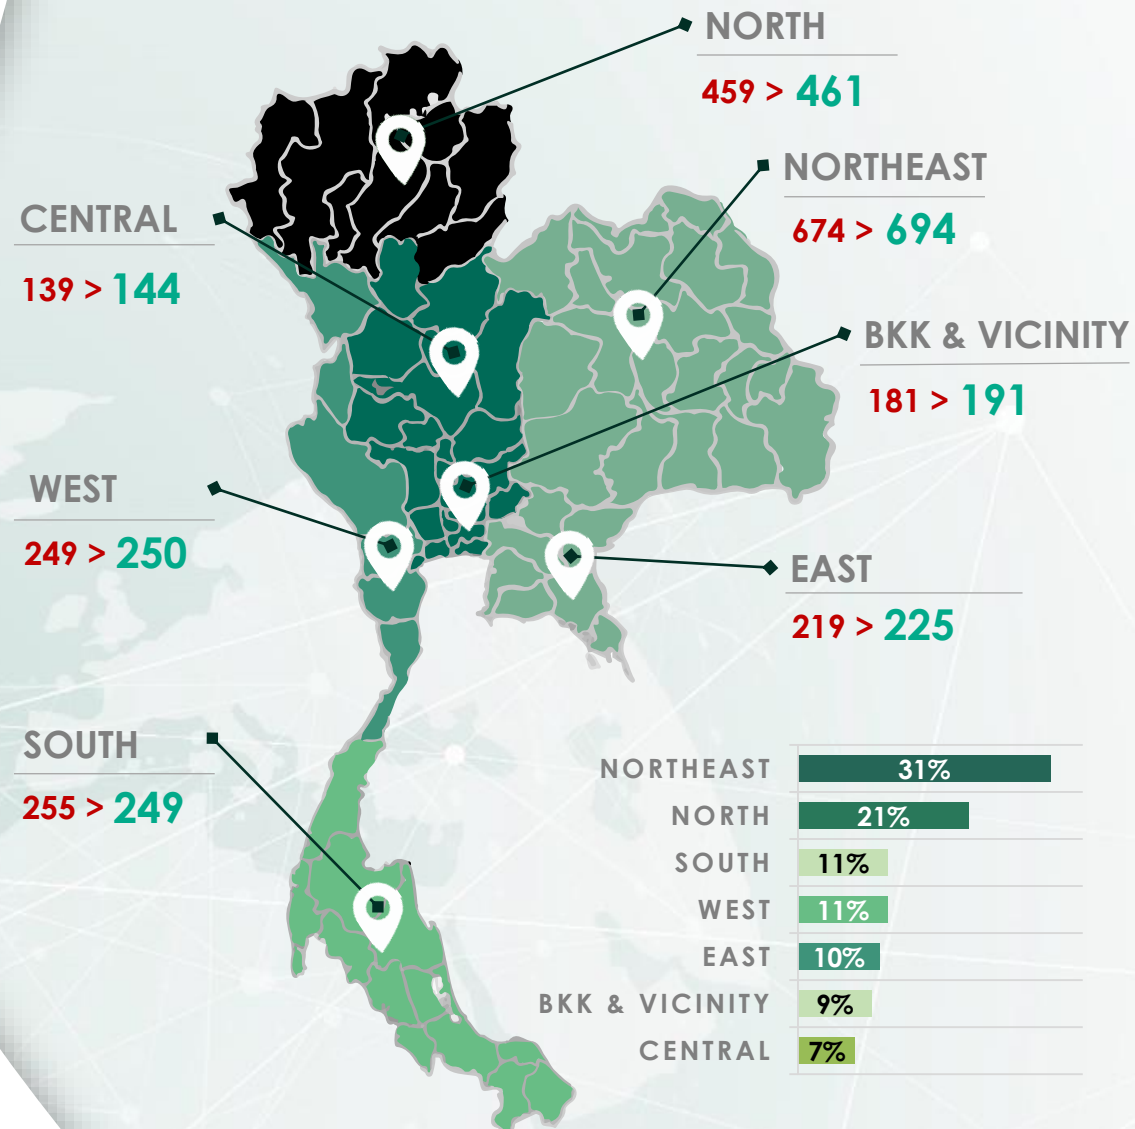 NORTH
459 > 461
NORTHEAST
674 > 694
CENTRAL
139 > 144
BKK & VICINITY
181 > 191
WEST
249 > 250
EAST
219 > 225
SOUTH
255 > 249
NORTHEAST 31%
NORTH 21%
SOUTH 11%
WEST 11%
EAST 10%
BKK & VICINITY 9%
CENTRAL 7%